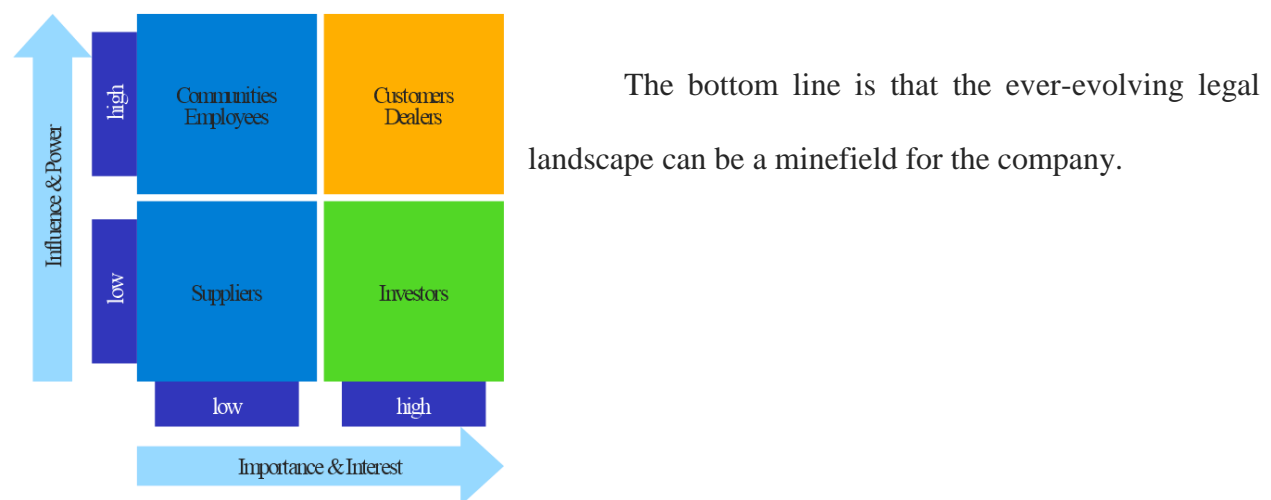 Influence & Power
high
low
Communities
Employees
Customers
Dealers
Suppliers
Investors
low
high
Importance & Interest
The bottom line is that the ever-evolving legal
landscape can be a minefield for the company.